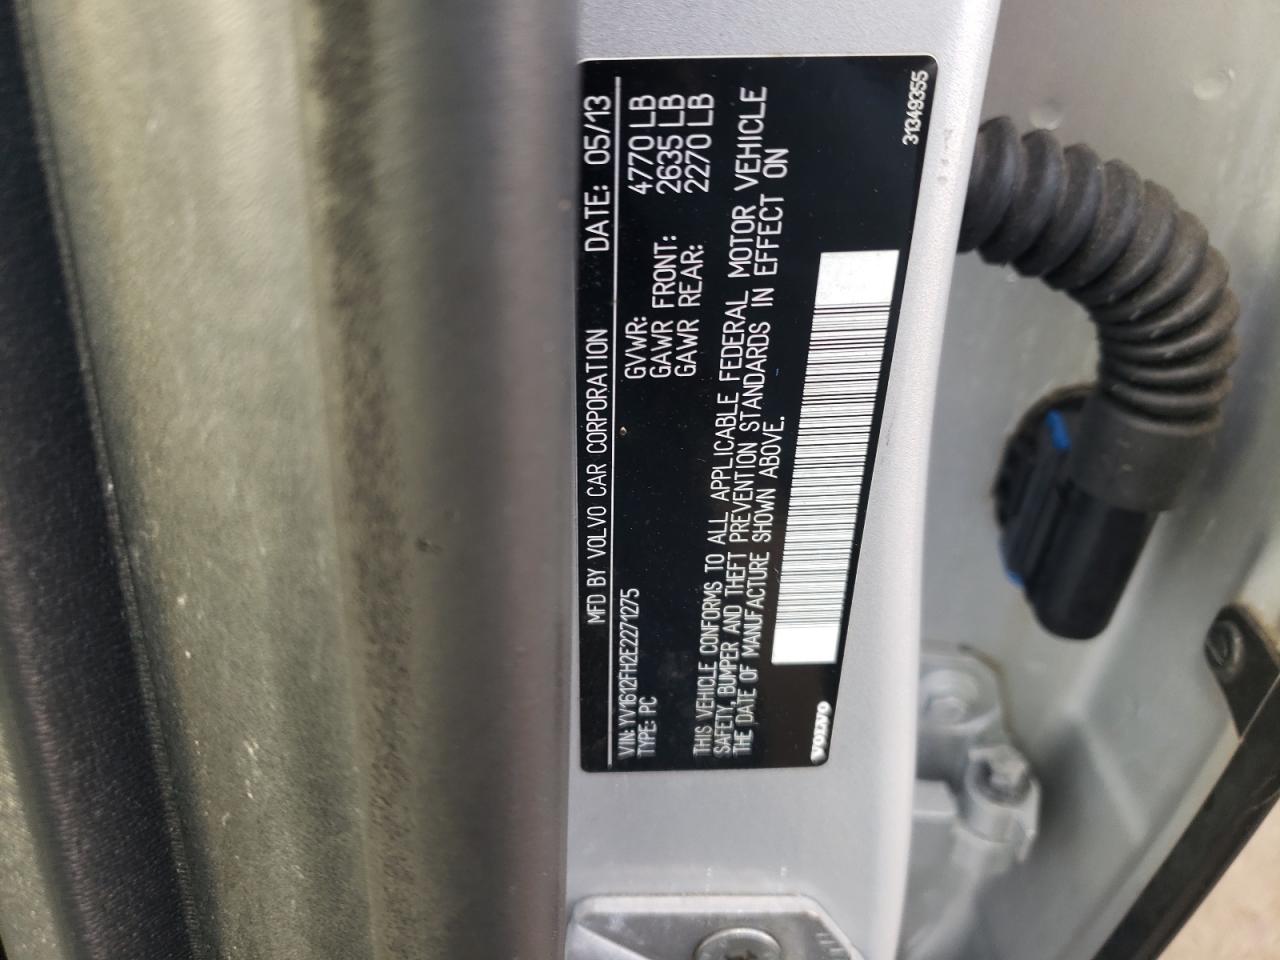 MFD BY VOLVO CAR CORPORATION DATE: 05/13
VIN: YV1612FH2E2271275 GVWR: 4770 LB
TYPE: PC GAWR FRONT: 2635 LB
GAWR REAR: 2270 LB
THIS VEHICLE CONFORMS TO ALL APPLICABLE FEDERAL MOTOR VEHICLE
SAFETY, BUMPER AND THEFT PREVENTION STANDARDS IN EFFECT ON
THE DATE OF MANUFACTURE SHOWN ABOVE.
VOLVO
31349355